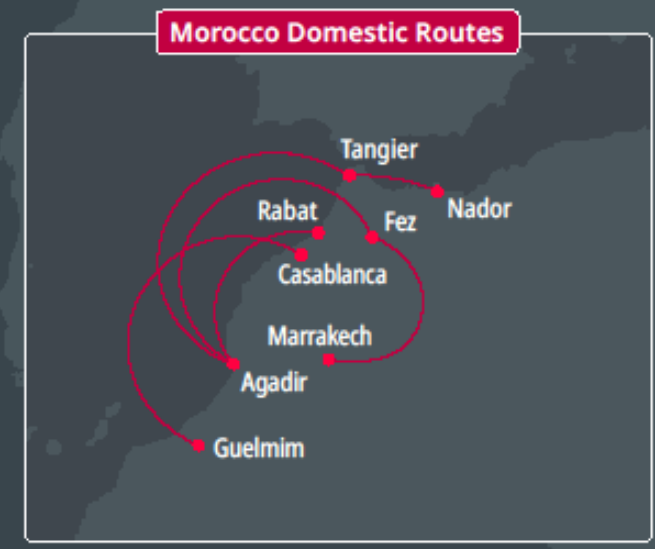 Morocco Domestic Routes
Tangier
Nador
Rabat
Fez
Casablanca
Marrakech
Agadir
Guelmim